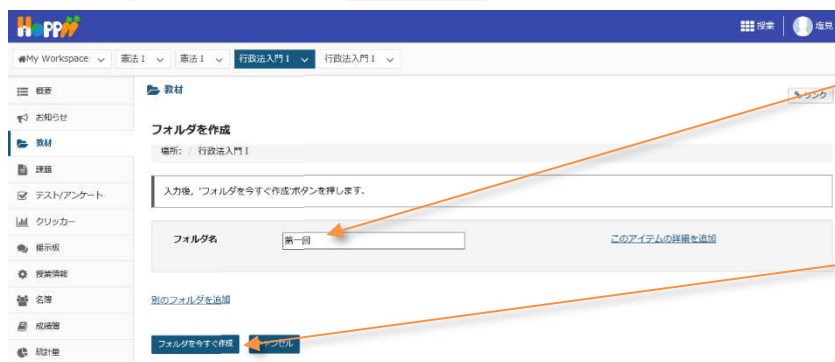 Hoppii
授業 塩見
My Workspace 憲法Ⅰ 憲法Ⅰ 行政法入門Ⅰ 行政法入門Ⅰ
概要
お知らせ
教材
課題
テスト/アンケート
クリッカー
掲示板
授業情報
名簿
成績簿
統計量
教材
リンク
フォルダを作成
場所: / 行政法入門Ⅰ
入力後, 'フォルダを今すぐ作成'ボタンを押します.
フォルダ名 第一回 このアイテムの詳細を追加
別のフォルダを追加
フォルダを今すぐ作成 キャンセル